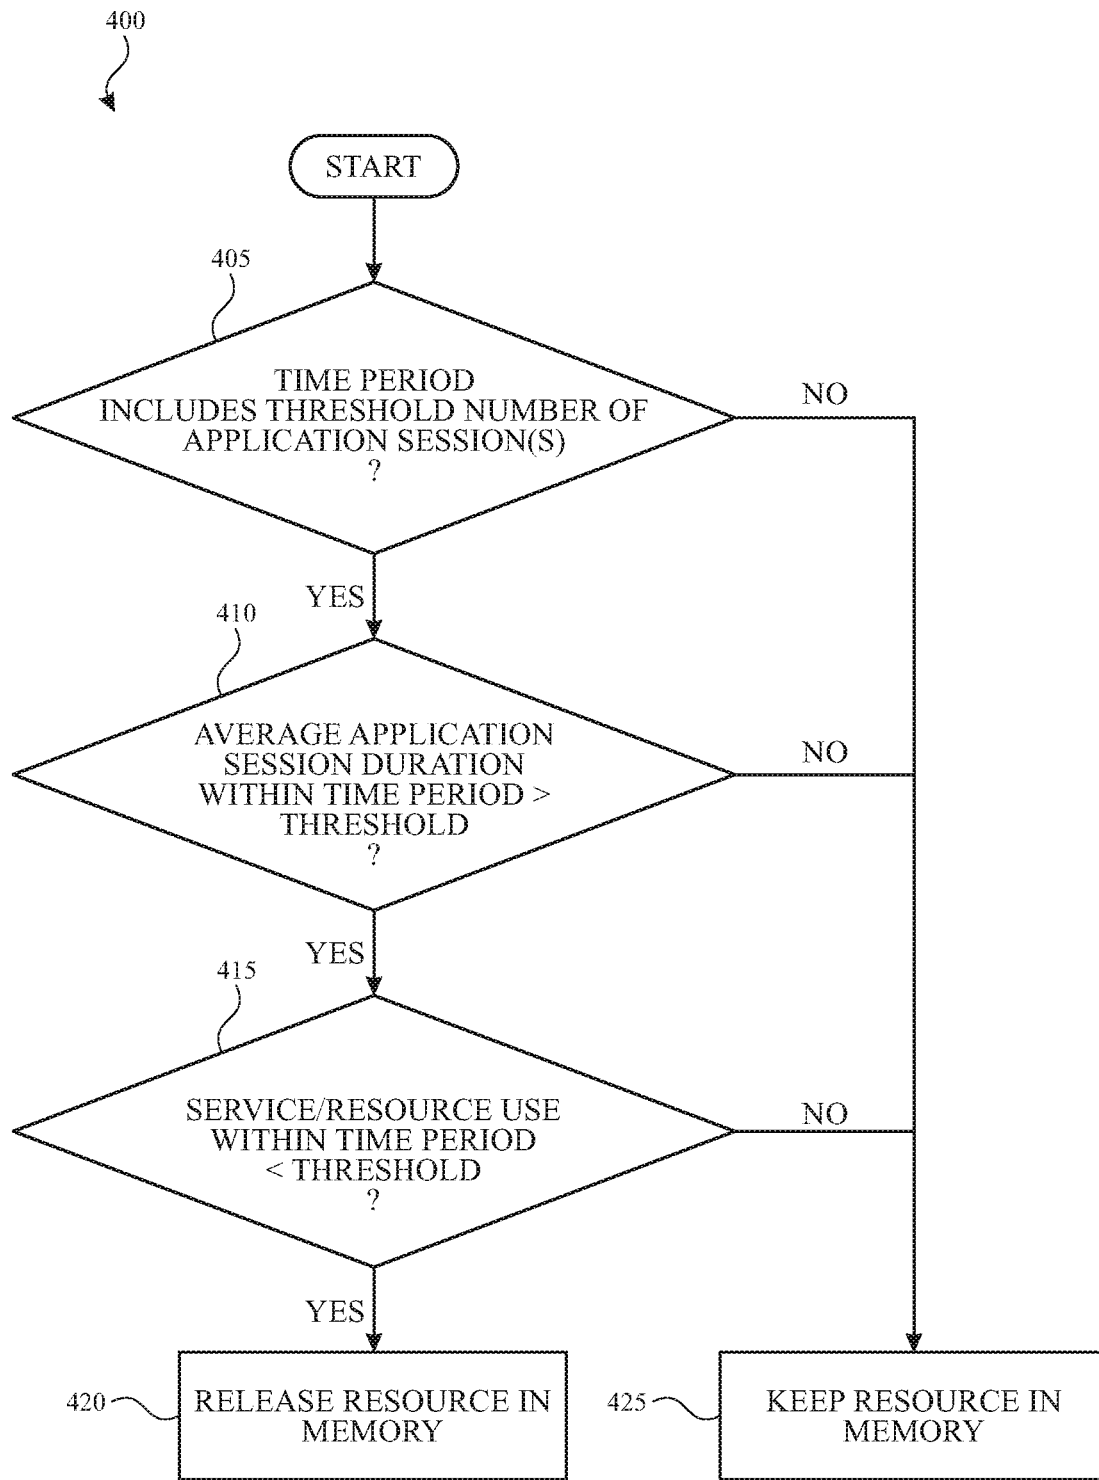 400
START
405
TIME PERIOD
INCLUDES THRESHOLD NUMBER OF
APPLICATION SESSION(S)
?
NO
YES
410
AVERAGE APPLICATION
SESSION DURATION
WITHIN TIME PERIOD >
THRESHOLD
?
NO
YES
415
SERVICE/RESOURCE USE
WITHIN TIME PERIOD
< THRESHOLD
?
NO
YES
420
RELEASE RESOURCE IN
MEMORY
425
KEEP RESOURCE IN
MEMORY